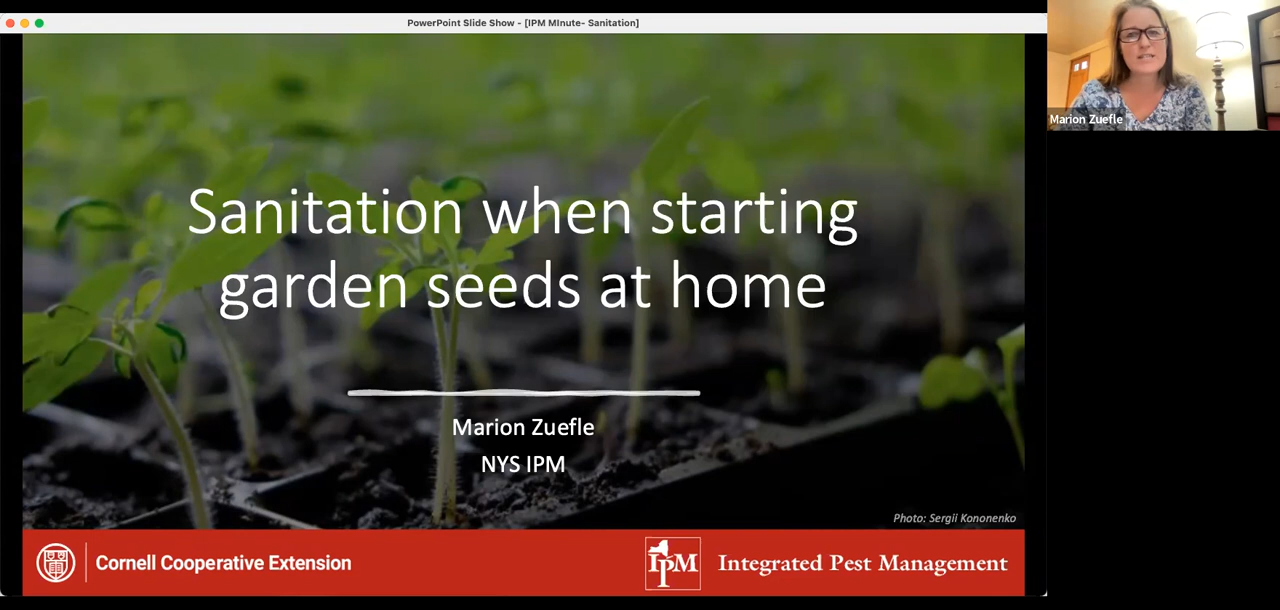 PowerPoint Slide Show - [IPM MInute- Sanitation]
Marion Zuefle
Sanitation when starting
garden seeds at home
Marion Zuefle
NYS IPM
Photo: Sergii Kononenko
Cornell Cooperative Extension
IPM
Integrated Pest Management